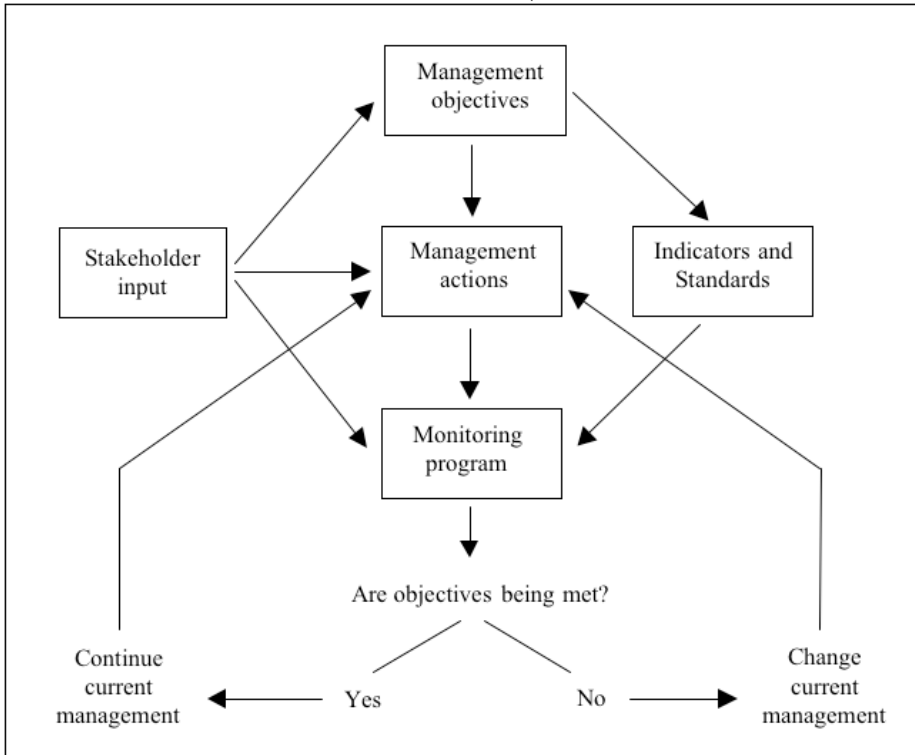 Management
objectives
Stakeholder
input
Management
actions
Indicators and
Standards
Monitoring
program
Are objectives being met?
Continue
current
management
Yes
No
Change
current
management